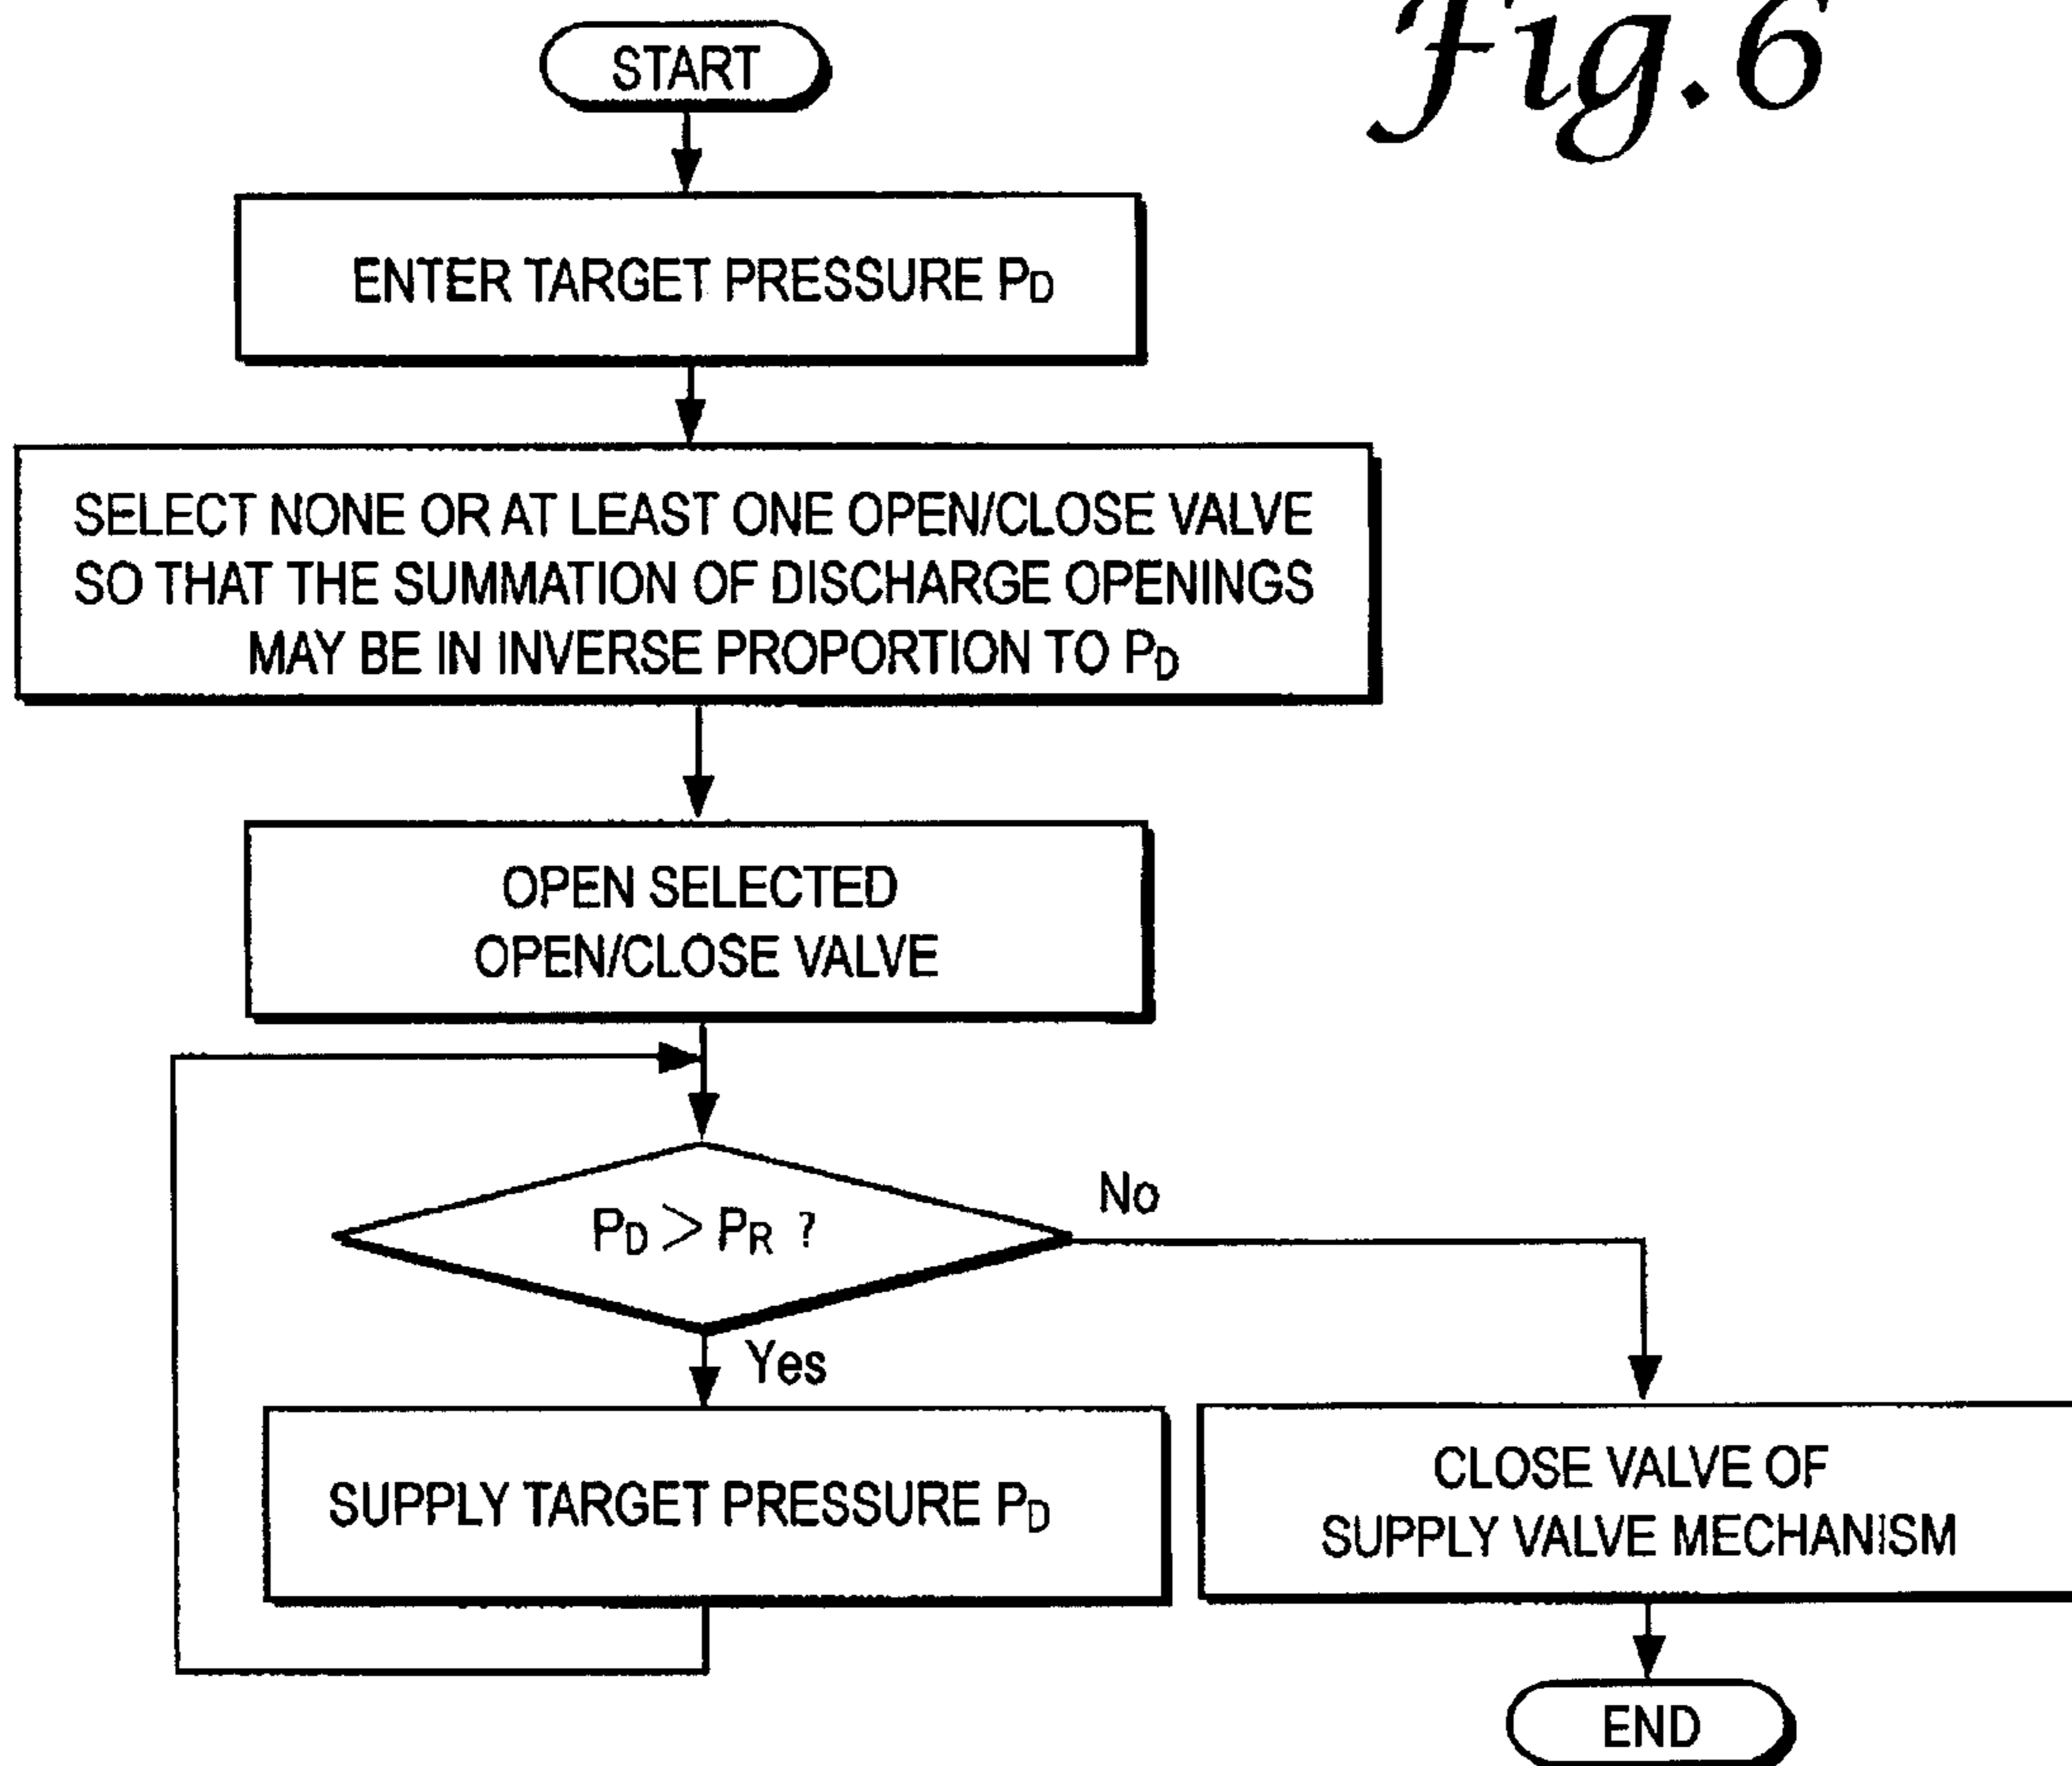 Fig.6
START
ENTER TARGET PRESSURE PD
SELECT NONE OR AT LEAST ONE OPEN/CLOSE VALVE
SO THAT THE SUMMATION OF DISCHARGE OPENINGS
MAY BE IN INVERSE PROPORTION TO PD
OPEN SELECTED
OPEN/CLOSE VALVE
PD > PR ?
No
Yes
SUPPLY TARGET PRESSURE PD
CLOSE VALVE OF
SUPPLY VALVE MECHANISM
END